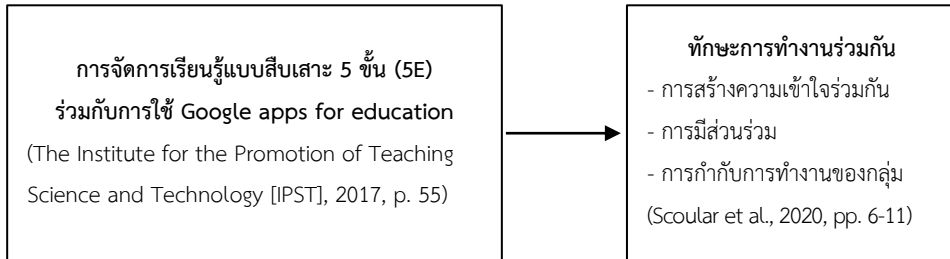 การจัดการเรียนรู้แบบสืบเสาะ 5 ขั้น (5E)
ร่วมกับการใช้ Google apps for education
(The Institute for the Promotion of Teaching
Science and Technology [IPST], 2017, p. 55)
ทักษะการทำงานร่วมกัน
- การสร้างความเข้าใจร่วมกัน
- การมีส่วนร่วม
- การกำกับการทำงานของกลุ่ม
(Scoular et al., 2020, pp. 6-11)